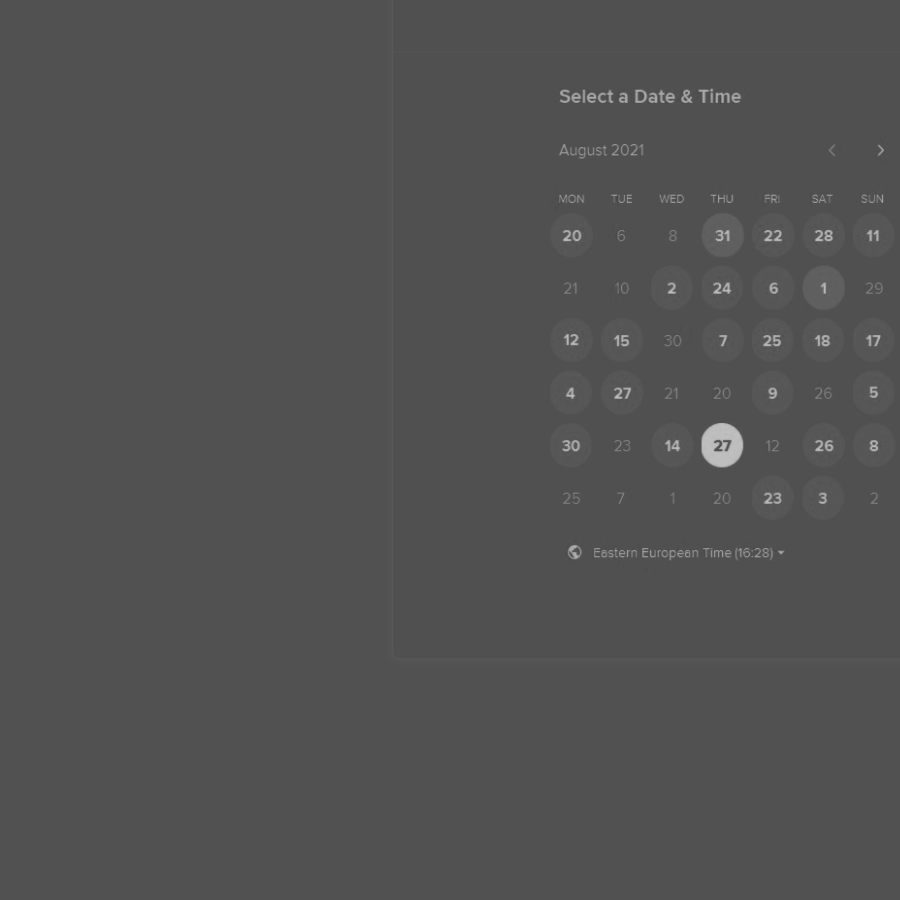 Select a Date & Time
August 2021
MON TUE WED THU FRI SAT SUN
20 6 8 31 22 28 11
21 10 2 24 6 1 29
12 15 30 7 25 18 17
4 27 21 20 9 26 5
30 23 14 27 12 26 8
25 7 1 20 23 3 2
Eastern European Time (16:28)